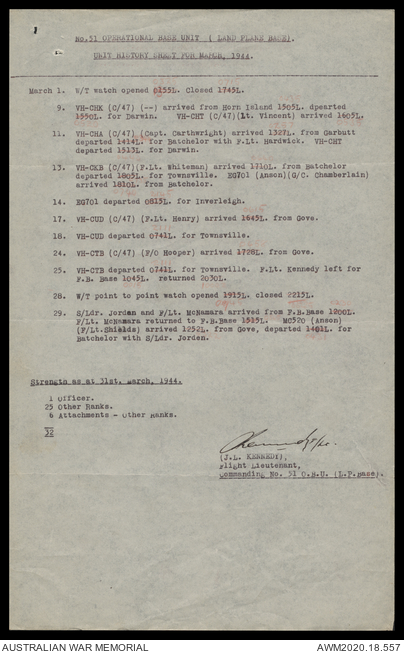 No.51 OPERATIONAL BASE UNIT ( LAND PLANE BASE).
UNIT HISTORY SHEET FOR MARCH, 1944.
March 1. W/T watch opened 0155L. Closed 1745L.
9. VH-CHK (C/47) (--) arrived from Horn Island 1505L. dparted
1550L. for Darwin. VH-CHT (C/47)(Lt. Vincent) arrived 1605L.
11. VH-CHA (C/47) (Capt. Carthwright) arrived 1327L. from Garbutt
departed 1414L. for Batchelor with F.Lt. Hardwick. VH-CHT
departed 1513L. for Darwin.
13. VH-CKB (C/47)(F.Lt. Whiteman) arrived 1710L. from Batchelor
departed 1805L. for Townsville. EG701 (Anson)(G/C. Chamberlain)
arrived 1810L. from Batchelor.
14. EG701 departed 0815L. for Inverleigh.
17. VH-CUD (C/47) (F.Lt. Henry) arrived 1645L. from Gove.
18. VH-CUD departed 0741L. for Townsville.
24. VH-CTB (C/47) (F/O Hooper) arrived 1728L. from Gove.
25. VH-CTB departed 0741L. for Townsville. F.Lt. Kennedy left for
F.B. Base 1045L. returned 2030L.
28. W/T point to point watch opened 1915L. closed 2215L.
29. S/Ldr. Jorden and F/Lt. McNamara arrived from F.B.Base 1200L.
F/Lt. McNamara returned to F.B.Base 1515L. MC520 (Anson)
(F/Lt.Shields) arrived 1252L. from Gove, departed 1401L. for
Batchelor with S/Ldr. Jorden.
Strength as at 31st. March, 1944.
1 Officer.
25 Other Ranks.
6 Attachments - Other Ranks.
32
(J.L. KENNEDY),
Flight Lieutenant,
Commanding No. 51 O.B.U. (L.P.Base).
AUSTRALIAN WAR MEMORIAL AWM2020.18.557